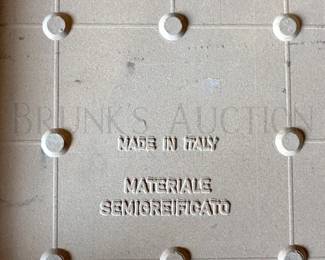 BRUNK'S AUCTION
MADE IN ITALY
MATERIALE
SEMIGREIFICATO